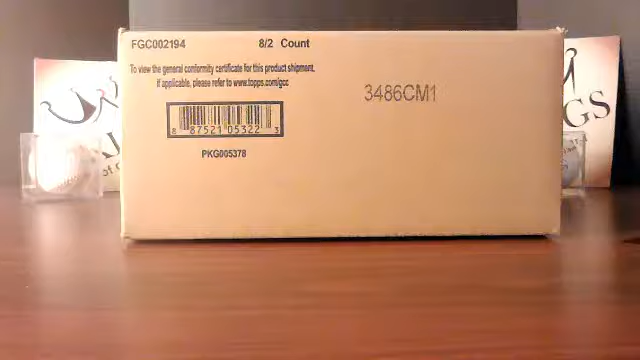 FGC002194 8/2 Count
To view the general conformity certificate for this product shipment,
if applicable, please refer to www.topps.com/gcc
3486CM1
8 87521 05322 3
PKG005378
GS